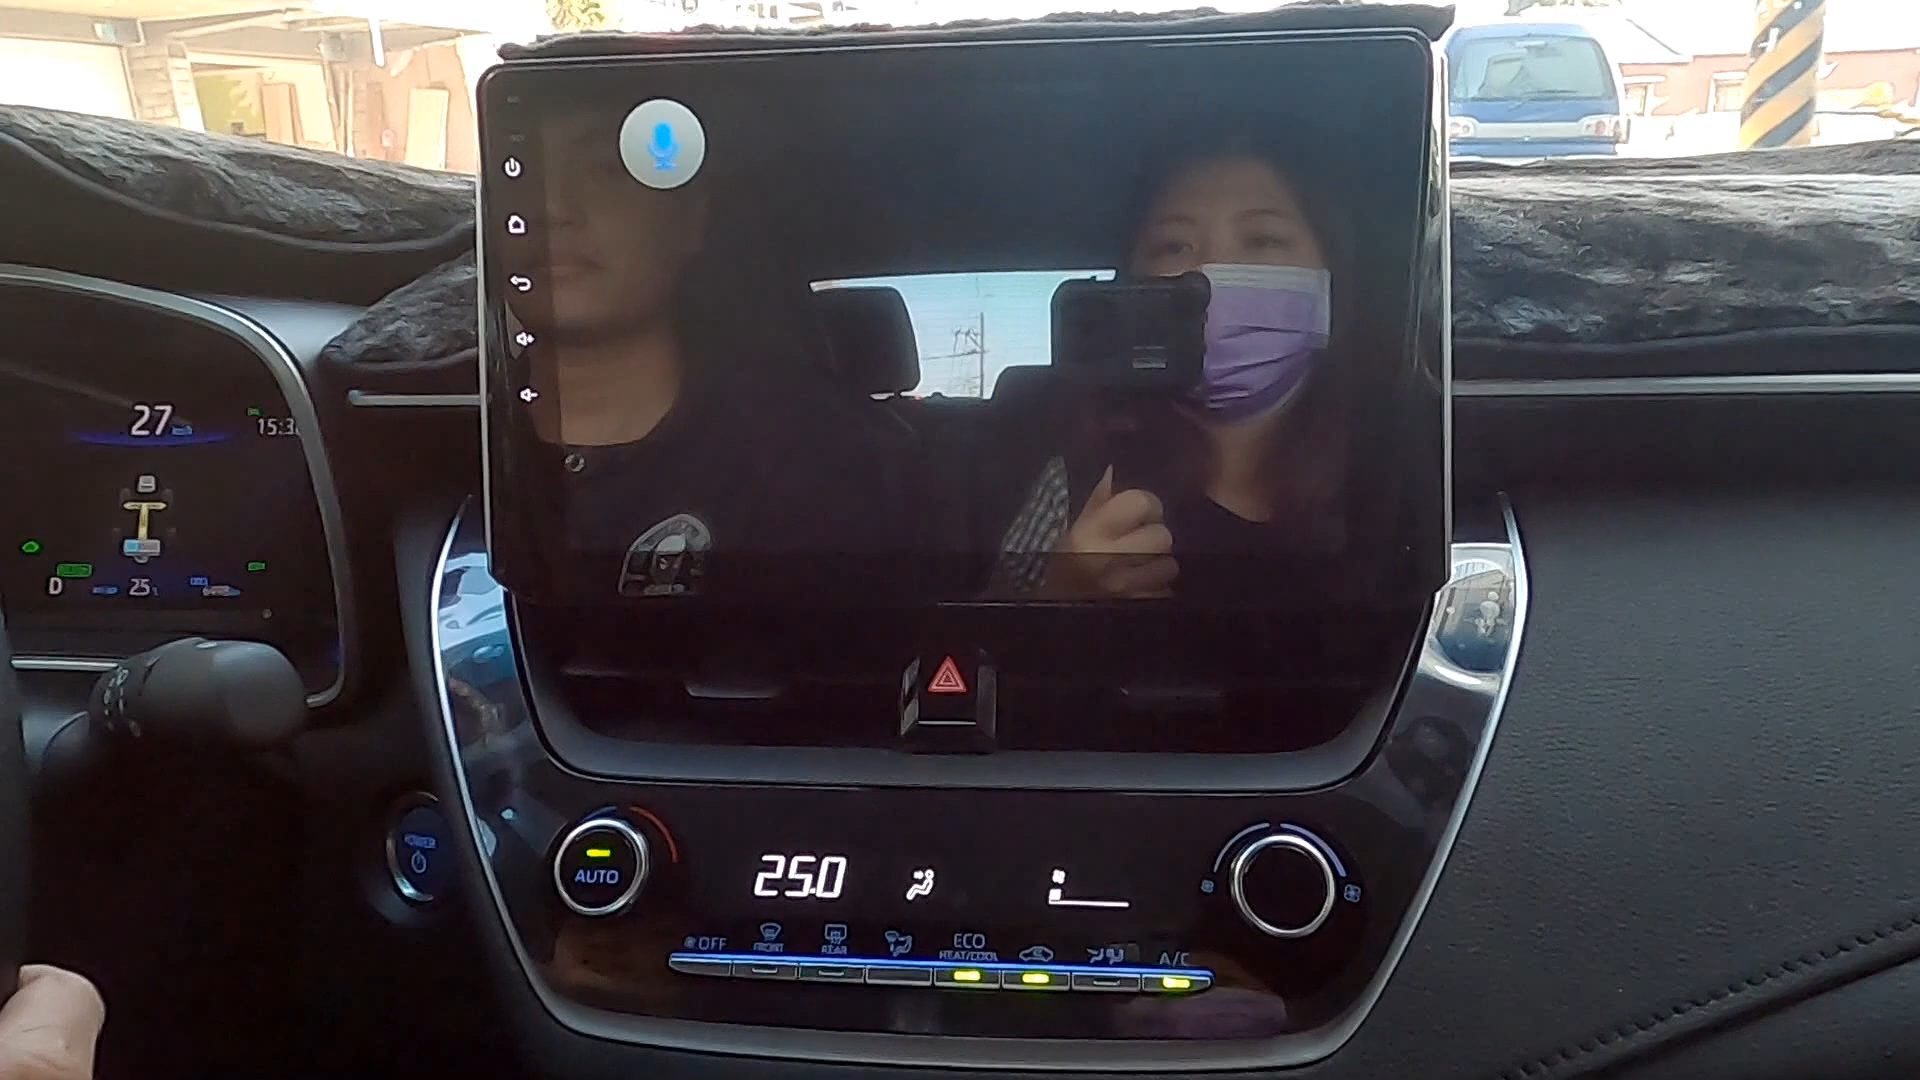 27
15:3
D
25
POWER
AUTO
25.0
OFF
FRONT
REAR
ECO
HEAT/COOL
A/C